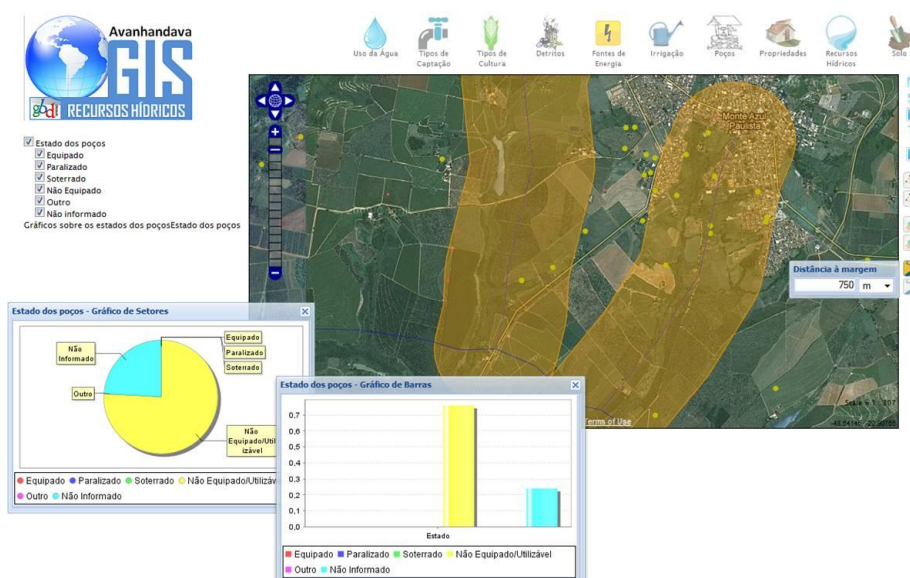 Avanhandava
GIS
gbdi RECURSOS HÍDRICOS
Uso da Água
Tipos de
Captação
Tipos de
Cultura
Detritos
Fontes de
Energia
Irrigação
Poços
Propriedades
Recursos
Hídricos
Solo
Estado dos poços
Equipado
Paralizado
Soterrado
Não Equipado
Outro
Não informado
Gráficos sobre os estados dos poçosEstado dos poços
Monte Azul
Paulista
Distância à margem
750 m
Terms of Use
Estado dos poços - Gráfico de Setores
Não
Informado
Equipado
Paralizado
Soterrado
Outro
Não
Equipado/Util
izável
Equipado Paralizado Soterrado Não Equipado/Utilizáv
Outro Não Informado
Estado dos poços - Gráfico de Barras
0,7
0,6
0,5
0,4
0,3
0,2
0,1
0,0
Estado
Equipado Paralizado Soterrado Não Equipado/Utilizável
Outro Não Informado